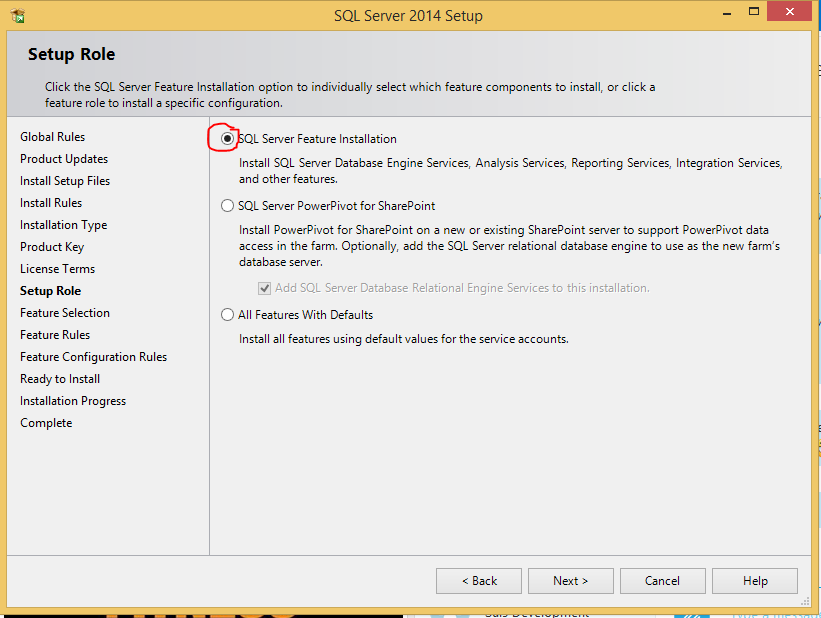 SQL Server 2014 Setup
Setup Role
Click the SQL Server Feature Installation option to individually select which feature components to install, or click a
feature role to install a specific configuration.
Global Rules
Product Updates
Install Setup Files
Install Rules
Installation Type
Product Key
License Terms
Setup Role
Feature Selection
Feature Rules
Feature Configuration Rules
Ready to Install
Installation Progress
Complete
SQL Server Feature Installation
Install SQL Server Database Engine Services, Analysis Services, Reporting Services, Integration Services,
and other features.
SQL Server PowerPivot for SharePoint
Install PowerPivot for SharePoint on a new or existing SharePoint server to support PowerPivot data
access in the farm. Optionally, add the SQL Server relational database engine to use as the new farm's
database server.
Add SQL Server Database Relational Engine Services to this installation.
All Features With Defaults
Install all features using default values for the service accounts.
< Back
Next >
Cancel
Help
Development
Type a message